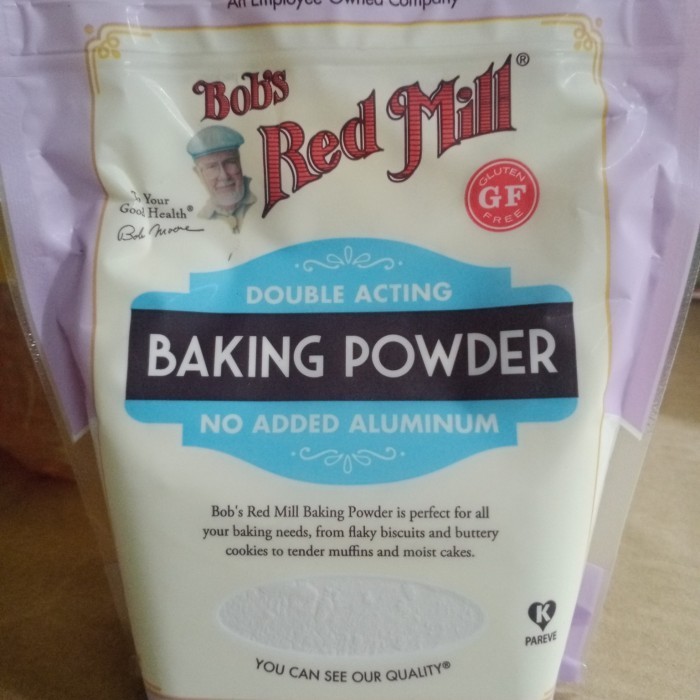 An Employee-Owned Company
Bob's
Red Mill®
GLUTEN
GF
FREE
To Your
Good Health®
Bob Moore
DOUBLE ACTING
BAKING POWDER
NO ADDED ALUMINUM
Bob's Red Mill Baking Powder is perfect for all
your baking needs, from flaky biscuits and buttery
cookies to tender muffins and moist cakes.
K
PAREVE
YOU CAN SEE OUR QUALITY®